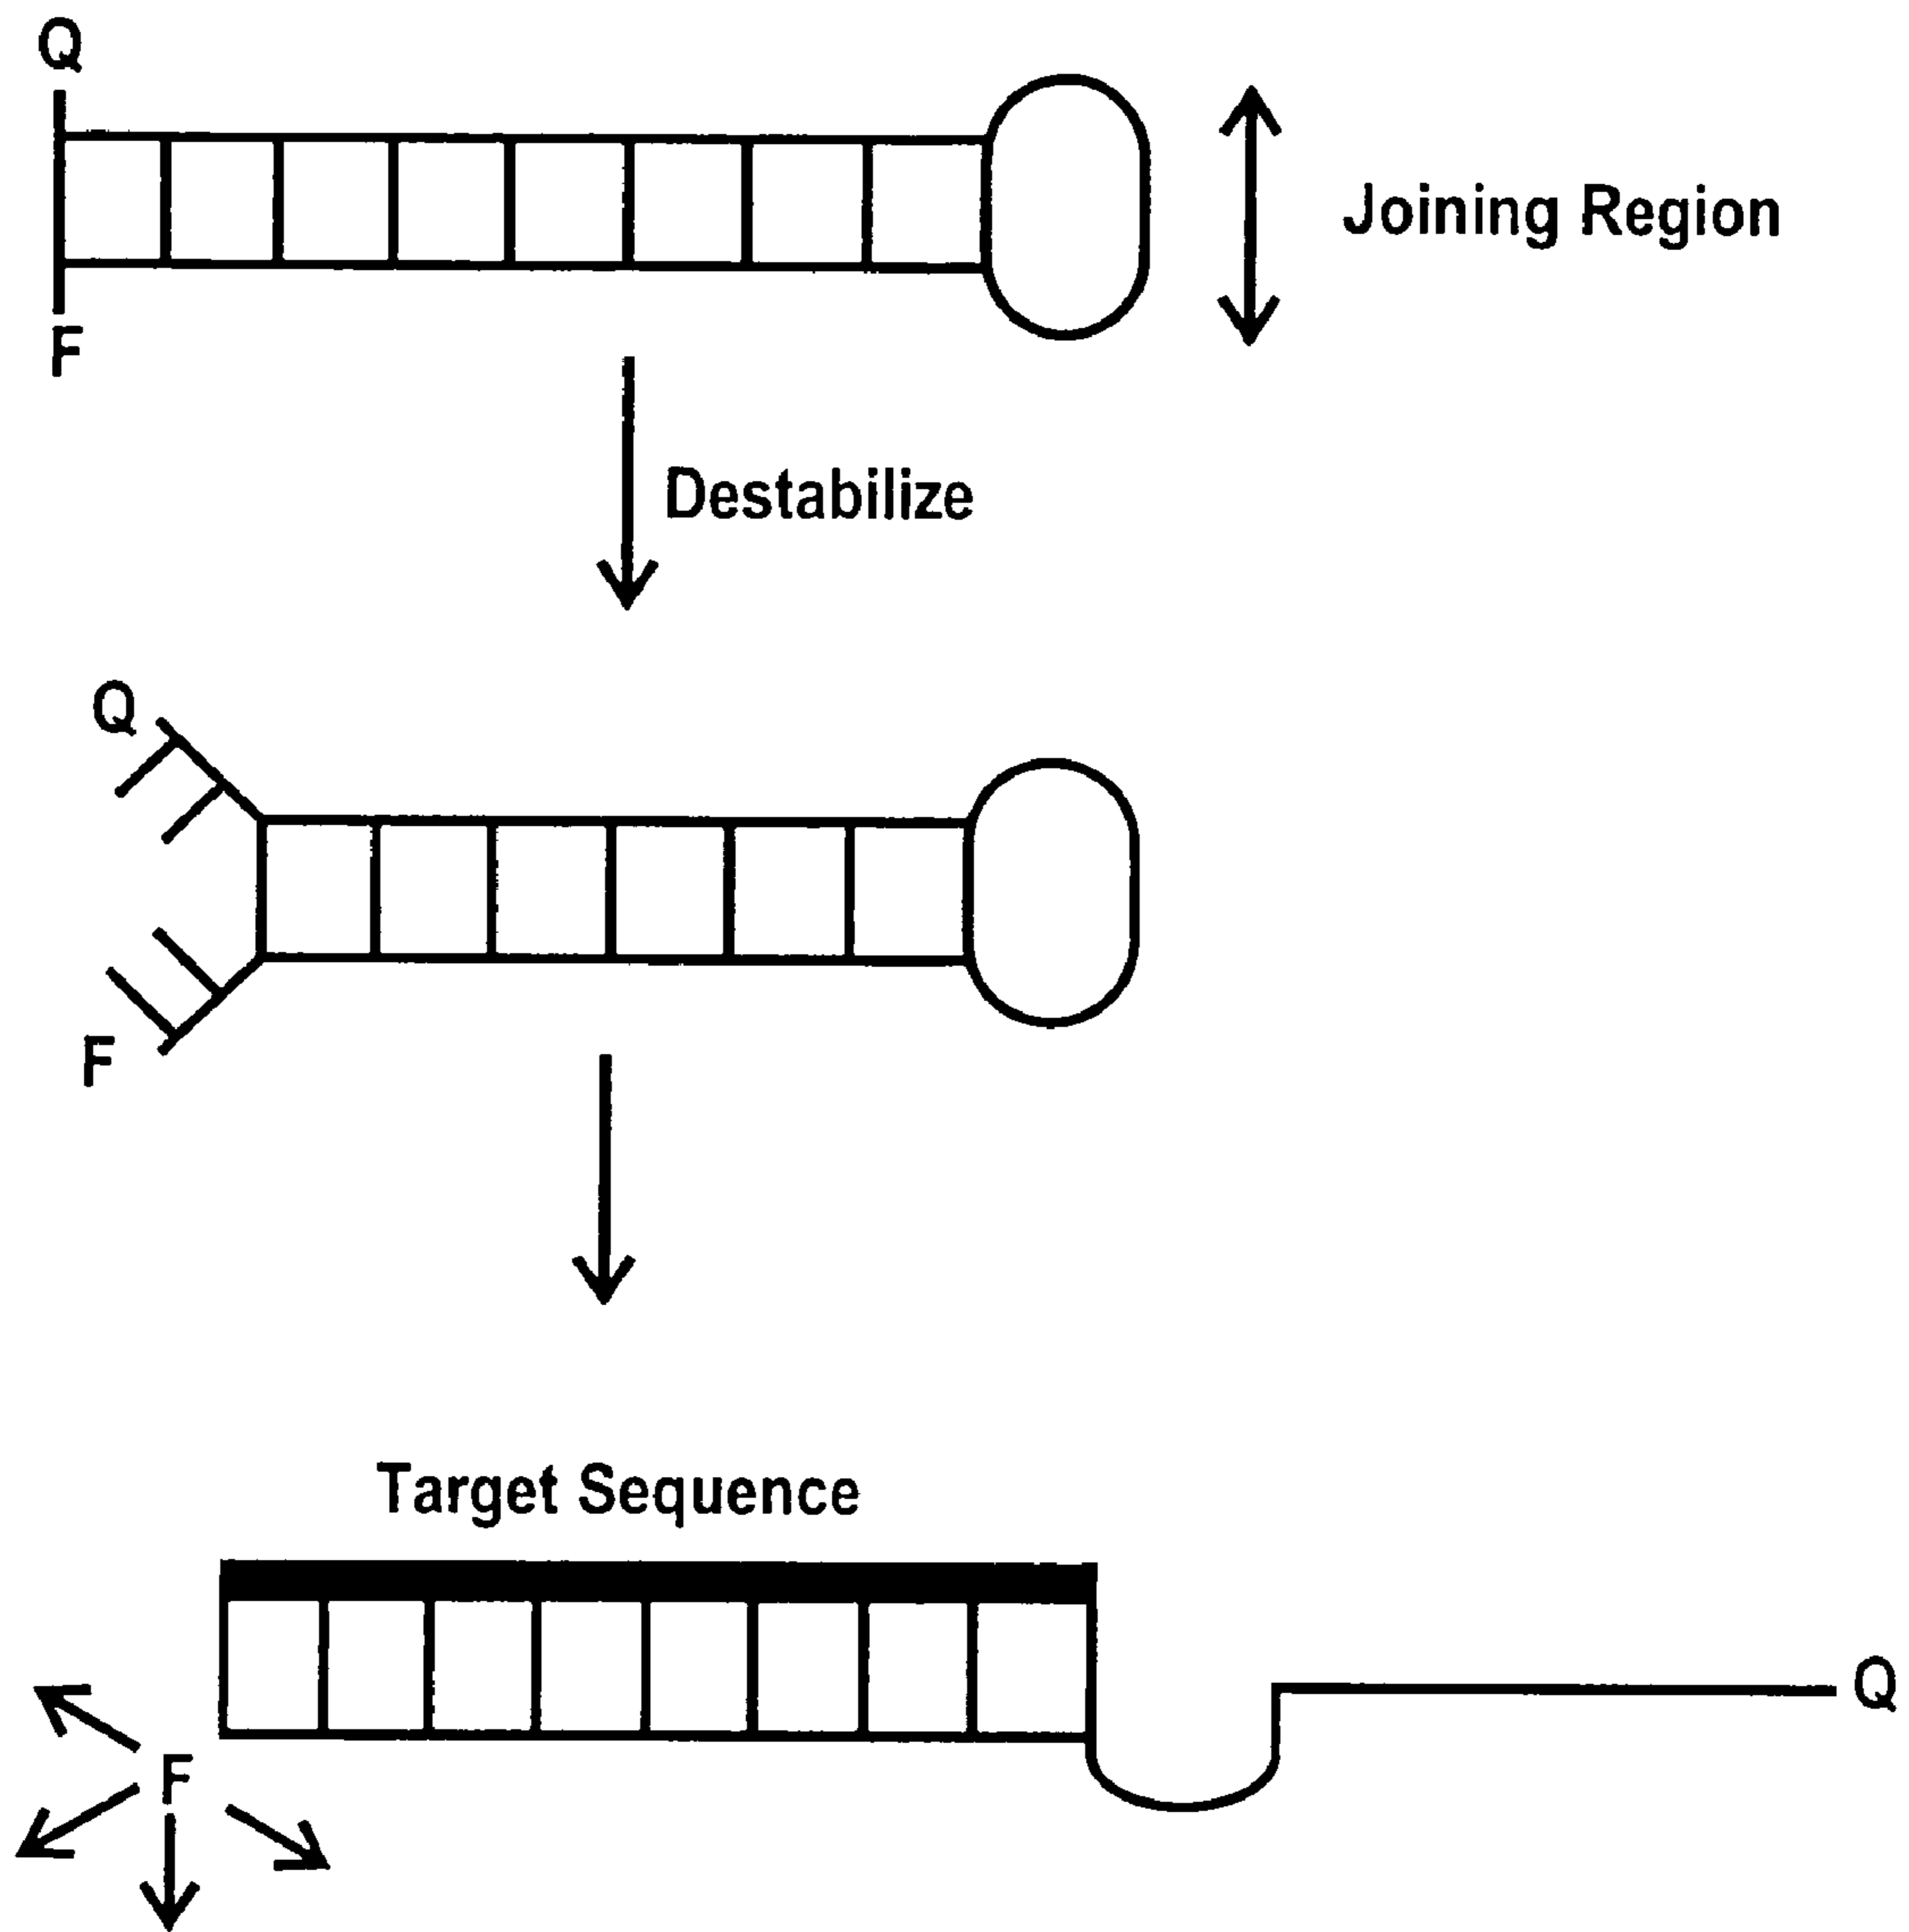 Q
Joining Region
F
Destabilize
Q
F
Target Sequence
Q
F